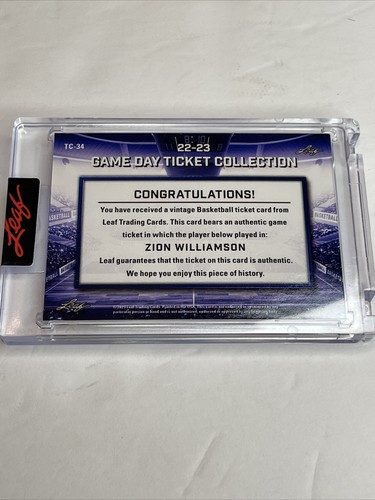 TC-34
22-23
Leaf
GAME DAY TICKET COLLECTION
CONGRATULATIONS!
You have received a vintage Basketball ticket card from
Leaf Trading Cards. This card bears an authentic game
ticket in which the player below played in:
ZION WILLIAMSON
Leaf guarantees that the ticket on this card is authentic.
We hope you enjoy this piece of history.
Leaf
Leaf
BASKETBALL
BASKETBALL